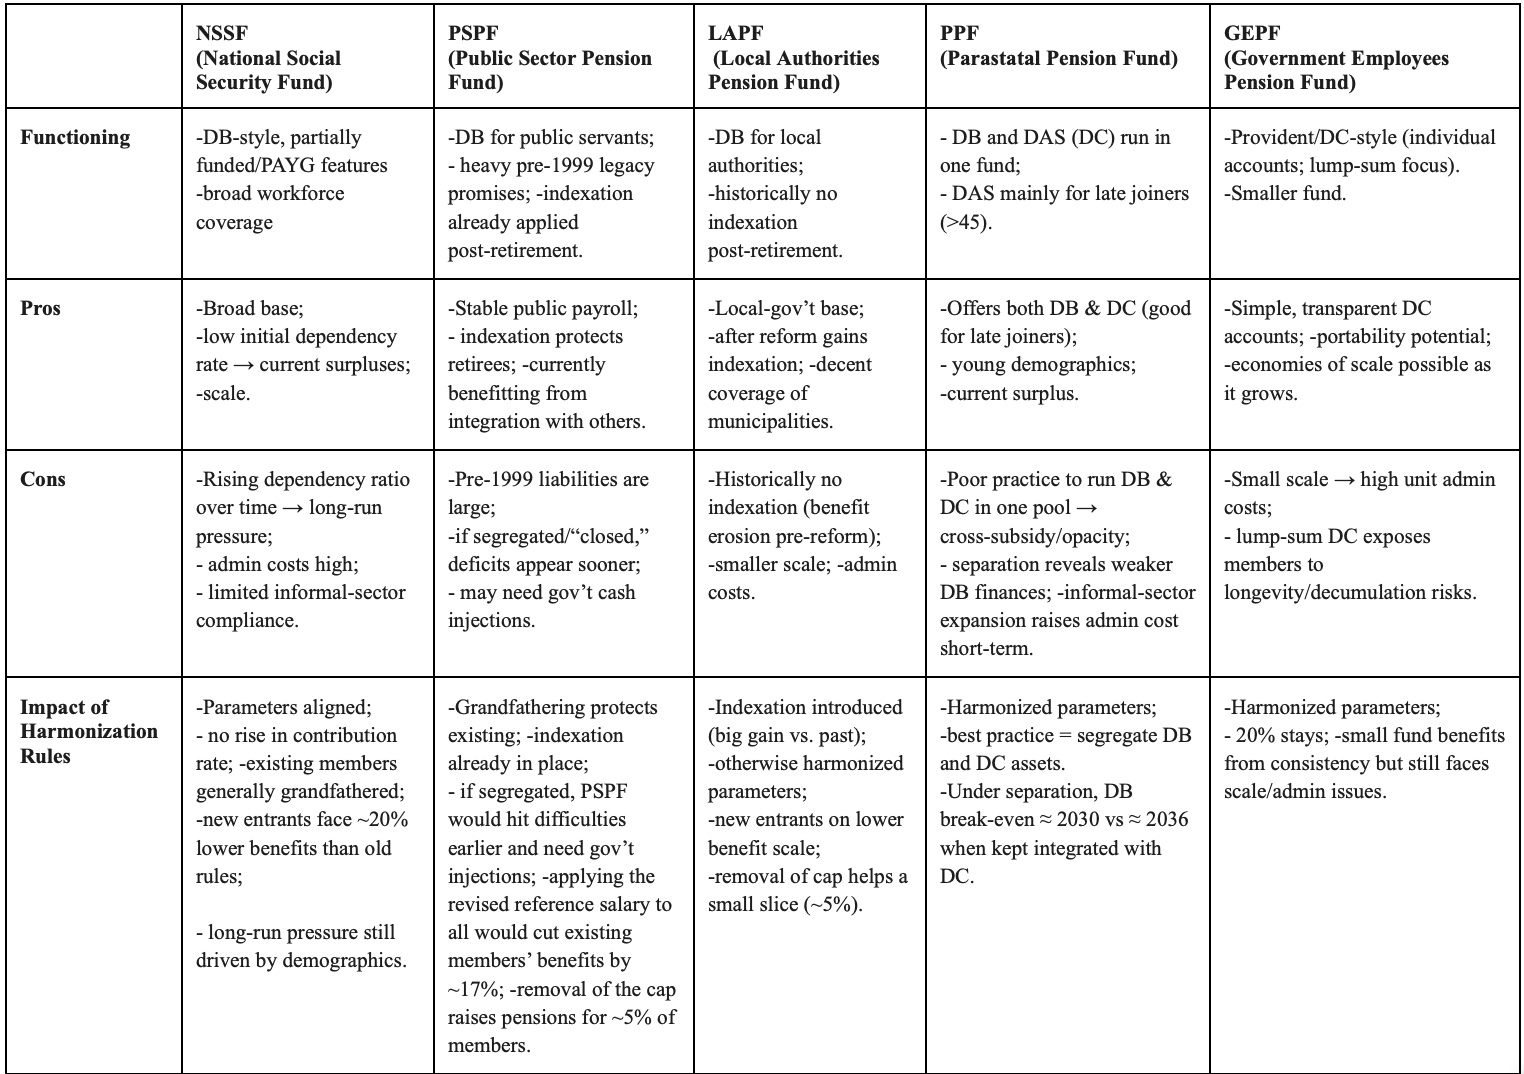 NSSF
(National Social
Security Fund)
PSPF
(Public Sector Pension
Fund)
LAPF
(Local Authorities
Pension Fund)
PPF
(Parastatal Pension Fund)
GEPF
(Government Employees
Pension Fund)
Functioning
-DB-style, partially
funded/PAYG features
-broad workforce
coverage
-DB for public servants;
- heavy pre-1999 legacy
promises; -indexation
already applied
post-retirement.
-DB for local
authorities;
-historically no
indexation
post-retirement.
- DB and DAS (DC) run in
one fund;
- DAS mainly for late joiners
(>45).
-Provident/DC-style (individual
accounts; lump-sum focus).
-Smaller fund.
Pros
-Broad base;
-low initial dependency
rate → current surpluses;
-scale.
-Stable public payroll;
- indexation protects
retirees; -currently
benefitting from
integration with others.
-Local-gov’t base;
-after reform gains
indexation; -decent
coverage of
municipalities.
-Offers both DB & DC (good
for late joiners);
- young demographics;
-current surplus.
-Simple, transparent DC
accounts; -portability potential;
-economies of scale possible as
it grows.
Cons
-Rising dependency ratio
over time → long-run
pressure;
- admin costs high;
- limited informal-sector
compliance.
-Pre-1999 liabilities are
large;
-if segregated/“closed,”
deficits appear sooner;
- may need gov’t cash
injections.
-Historically no
indexation (benefit
erosion pre-reform);
-smaller scale; -admin
costs.
-Poor practice to run DB &
DC in one pool →
cross-subsidy/opacity;
- separation reveals weaker
DB finances; -informal-sector
expansion raises admin cost
short-term.
-Small scale → high unit admin
costs;
- lump-sum DC exposes
members to
longevity/decumulation risks.
Impact of
Harmonization
Rules
-Parameters aligned;
- no rise in contribution
rate; -existing members
generally grandfathered;
-new entrants face ~20%
lower benefits than old
rules;
- long-run pressure still
driven by demographics.
-Grandfathering protects
existing; -indexation
already in place;
- if segregated, PSPF
would hit difficulties
earlier and need gov’t
injections; -applying the
revised reference salary to
all would cut existing
members’ benefits by
~17%; -removal of the cap
raises pensions for ~5% of
members.
-Indexation introduced
(big gain vs. past);
-otherwise harmonized
parameters;
-new entrants on lower
benefit scale;
-removal of cap helps a
small slice (~5%).
-Harmonized parameters;
-best practice = segregate DB
and DC assets.
-Under separation, DB
break-even ≈ 2030 vs ≈ 2036
when kept integrated with
DC.
-Harmonized parameters;
- 20% stays; -small fund benefits
from consistency but still faces
scale/admin issues.